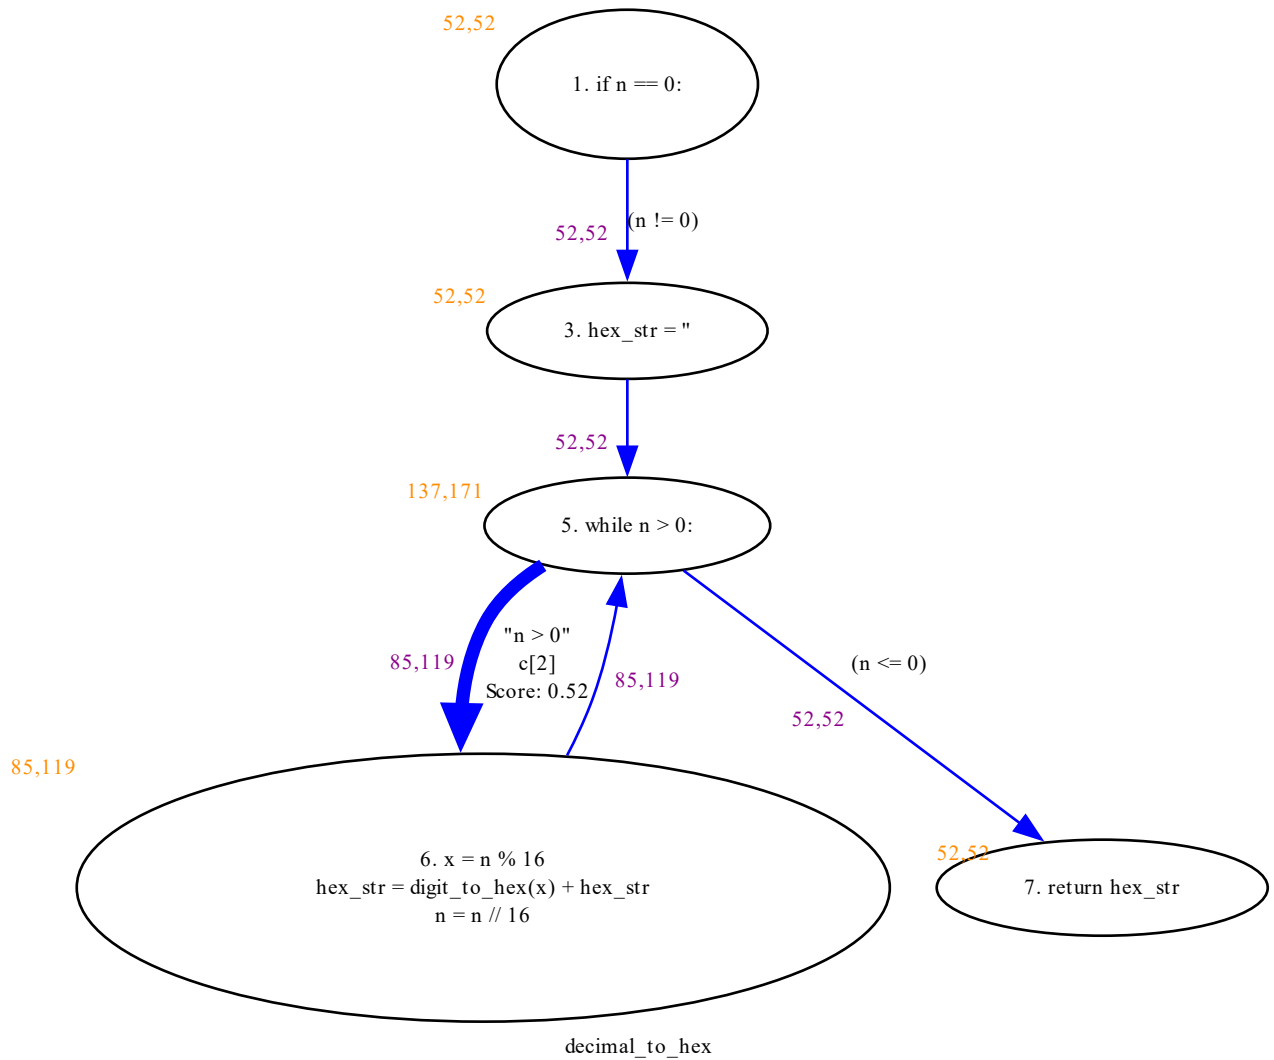 52,52
1. if n == 0:
(n != 0)
52,52
52,52
3. hex_str = ''
52,52
137,171
5. while n > 0:
"n > 0"
c[2]
Score: 0.52
85,119
85,119
(n <= 0)
52,52
85,119
6. x = n % 16
hex_str = digit_to_hex(x) + hex_str
n = n // 16
52,52
7. return hex_str
decimal_to_hex